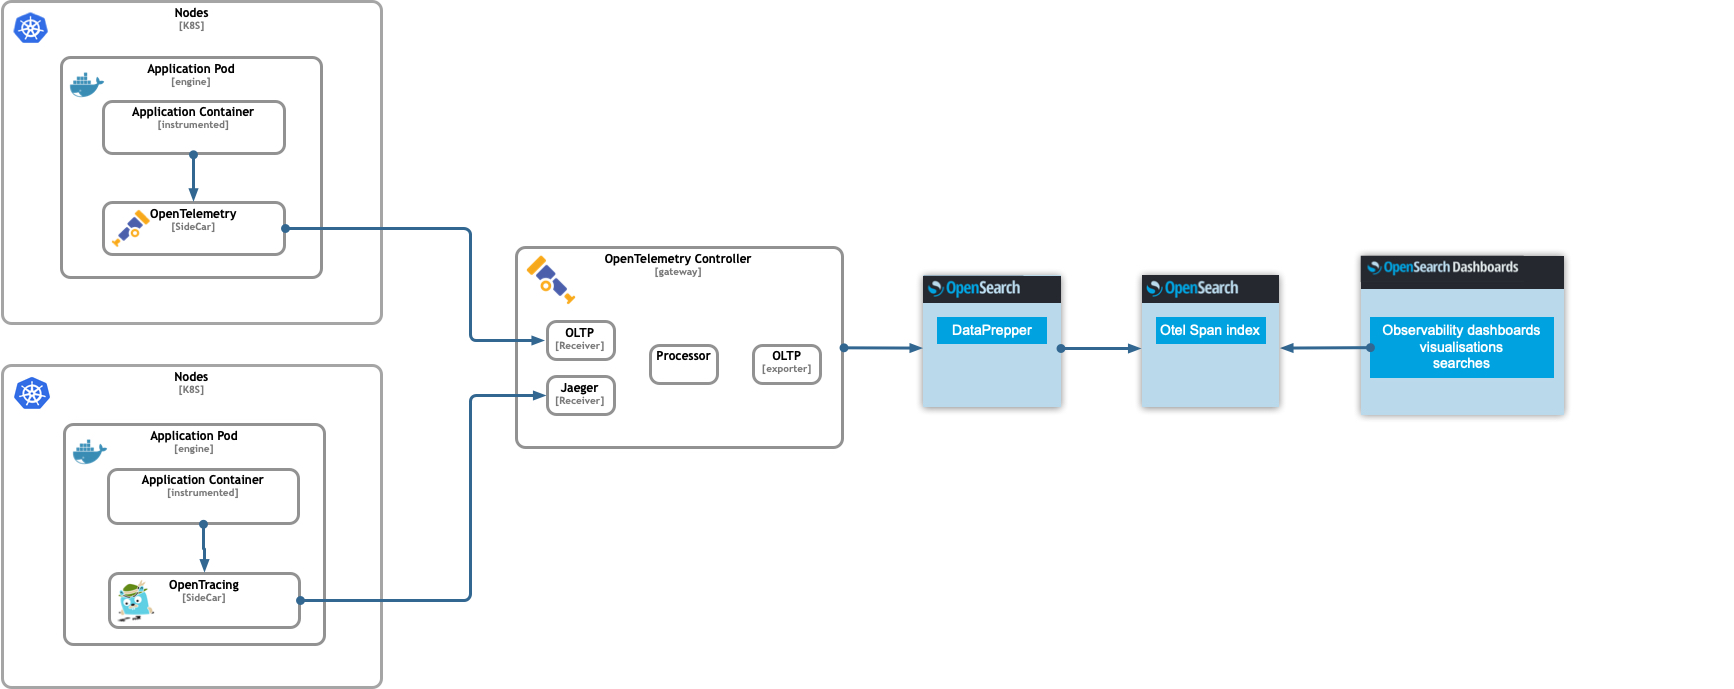 Nodes
[K8S]
Application Pod
[engine]
Application Container
[instrumented]
OpenTelemetry
[SideCar]
Nodes
[K8S]
Application Pod
[engine]
Application Container
[instrumented]
OpenTracing
[SideCar]
OpenTelemetry Controller
[gateway]
OLTP
[Receiver]
Jaeger
[Receiver]
Processor
OLTP
[exporter]
OpenSearch
DataPrepper
OpenSearch
Otel Span index
OpenSearch Dashboards
Observability dashboards
visualisations
searches